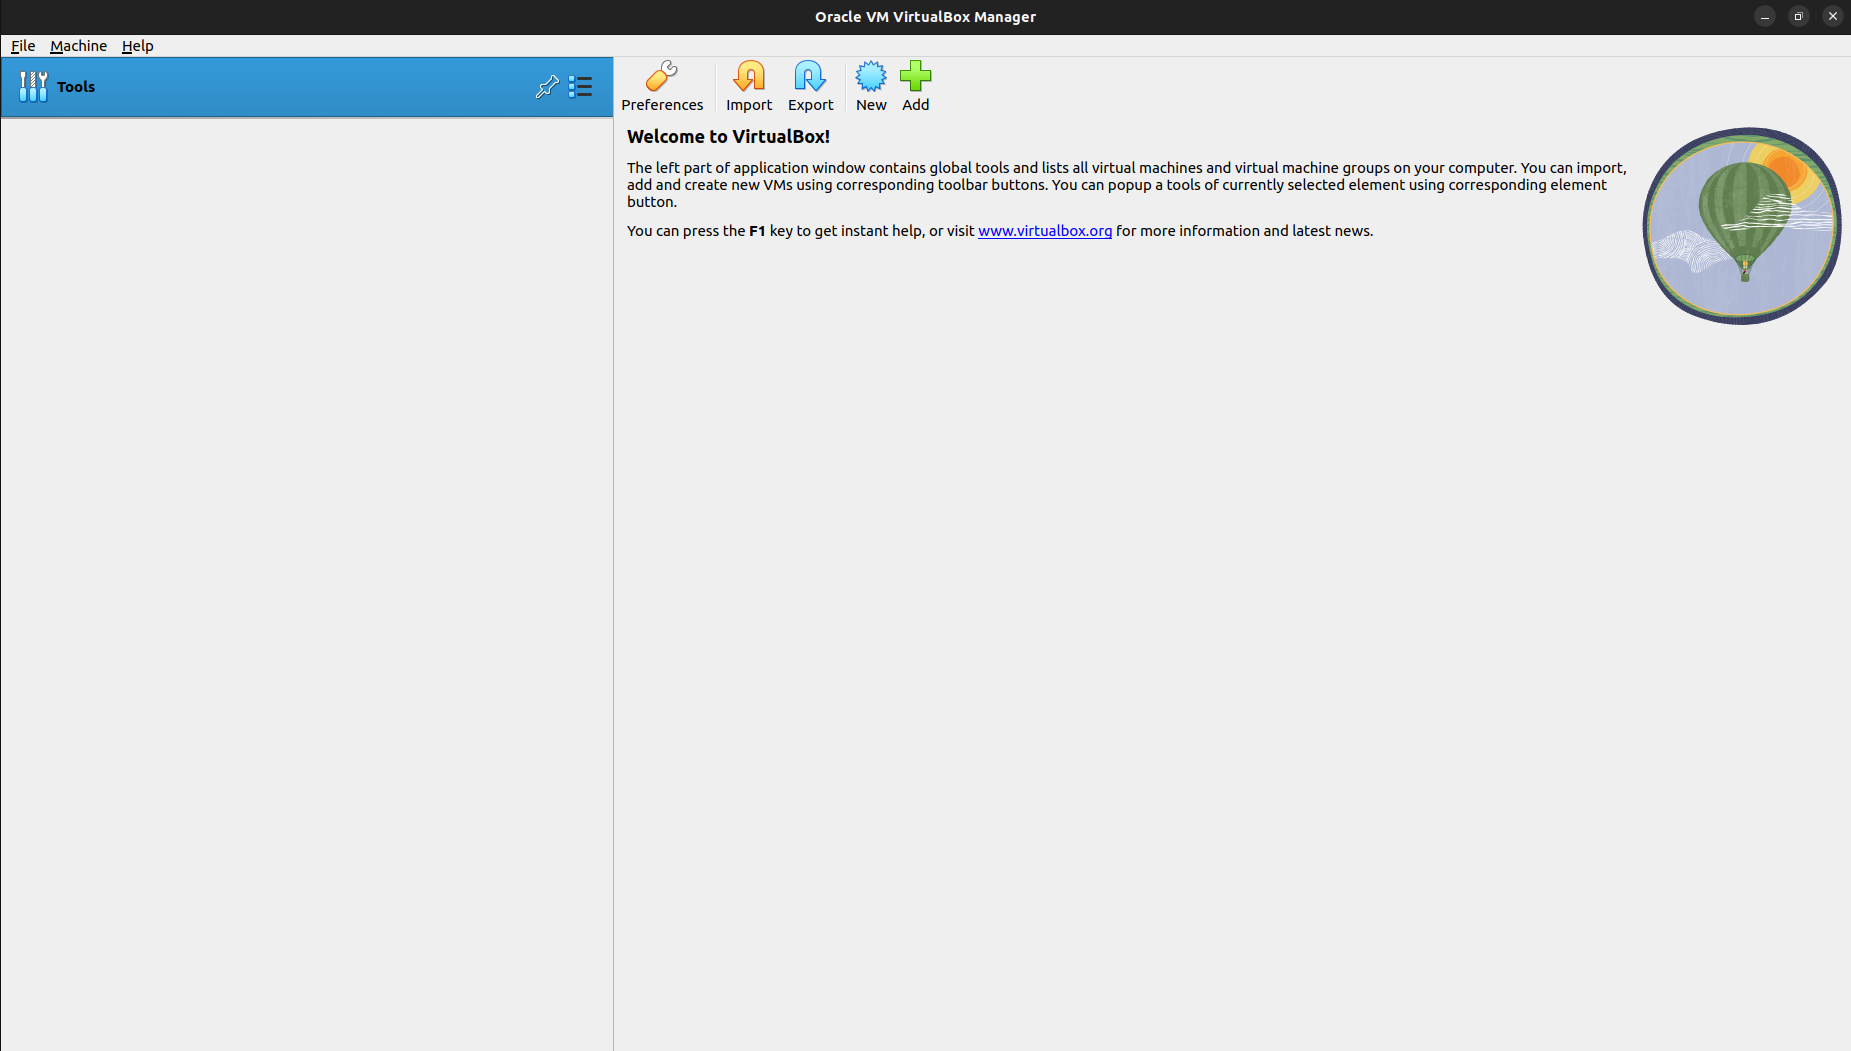 Oracle VM VirtualBox Manager
File Machine Help
Tools
Preferences Import Export New Add
Welcome to VirtualBox!
The left part of application window contains global tools and lists all virtual machines and virtual machine groups on your computer. You can import,
add and create new VMs using corresponding toolbar buttons. You can popup a tools of currently selected element using corresponding element
button.
You can press the F1 key to get instant help, or visit www.virtualbox.org for more information and latest news.